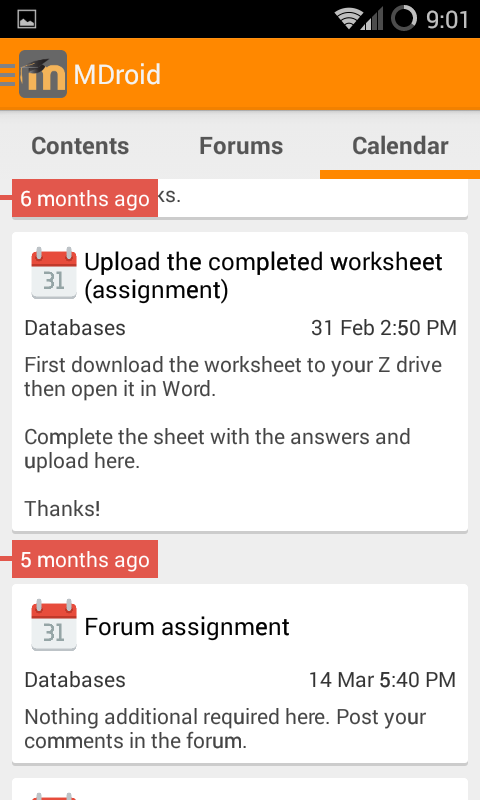 9:01
MDroid
Contents Forums Calendar
6 months ago
ks.
31
Upload the completed worksheet
(assignment)
Databases 31 Feb 2:50 PM
First download the worksheet to your Z drive
then open it in Word.
Complete the sheet with the answers and
upload here.
Thanks!
5 months ago
31
Forum assignment
Databases 14 Mar 5:40 PM
Nothing additional required here. Post your
comments in the forum.